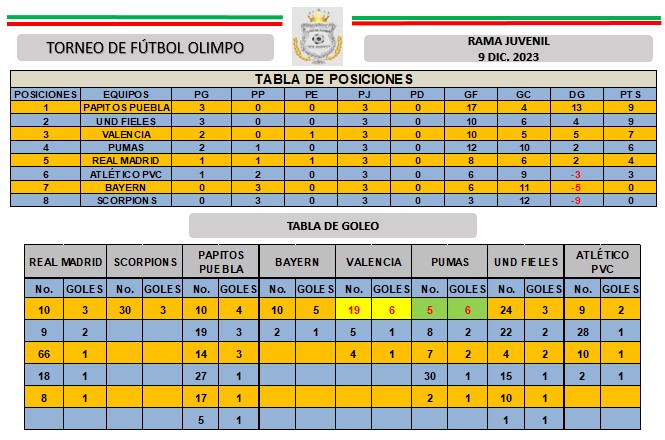 TORNEO DE FÚTBOL OLIMPO
RAMA JUVENIL
9 DIC. 2023
TABLA DE POSICIONES
POSICIONES EQUIPOS PG PP PE PJ PD GF GC DG PTS
1 PAPITOS PUEBLA 3 0 0 3 0 17 4 13 9
2 UND FIELES 3 0 0 3 0 10 6 4 9
3 VALENCIA 2 0 1 3 0 10 5 5 7
4 PUMAS 2 1 0 3 0 12 10 2 6
5 REAL MADRID 1 1 1 3 0 8 6 2 4
6 ATLÉTICO PVC 1 2 0 3 0 6 9 -3 3
7 BAYERN 0 3 0 3 0 6 11 -5 0
8 SCORPIONS 0 3 0 3 0 3 12 -9 0
TABLA DE GOLEO
REAL MADRID SCORPIONS PAPITOS PUEBLA BAYERN VALENCIA PUMAS UND FIELES ATLÉTICO PVC
No. GOLES No. GOLES No. GOLES No. GOLES No. GOLES No. GOLES No. GOLES No. GOLES
10 3 30 3 10 4 10 5 19 6 5 6 24 3 9 2
9 2 19 3 2 1 5 1 8 2 22 2 28 1
66 1 14 3 4 1 7 2 4 2 10 1
18 1 27 1 30 1 15 1 2 1
8 1 17 1 2 1 10 1
5 1 1 1